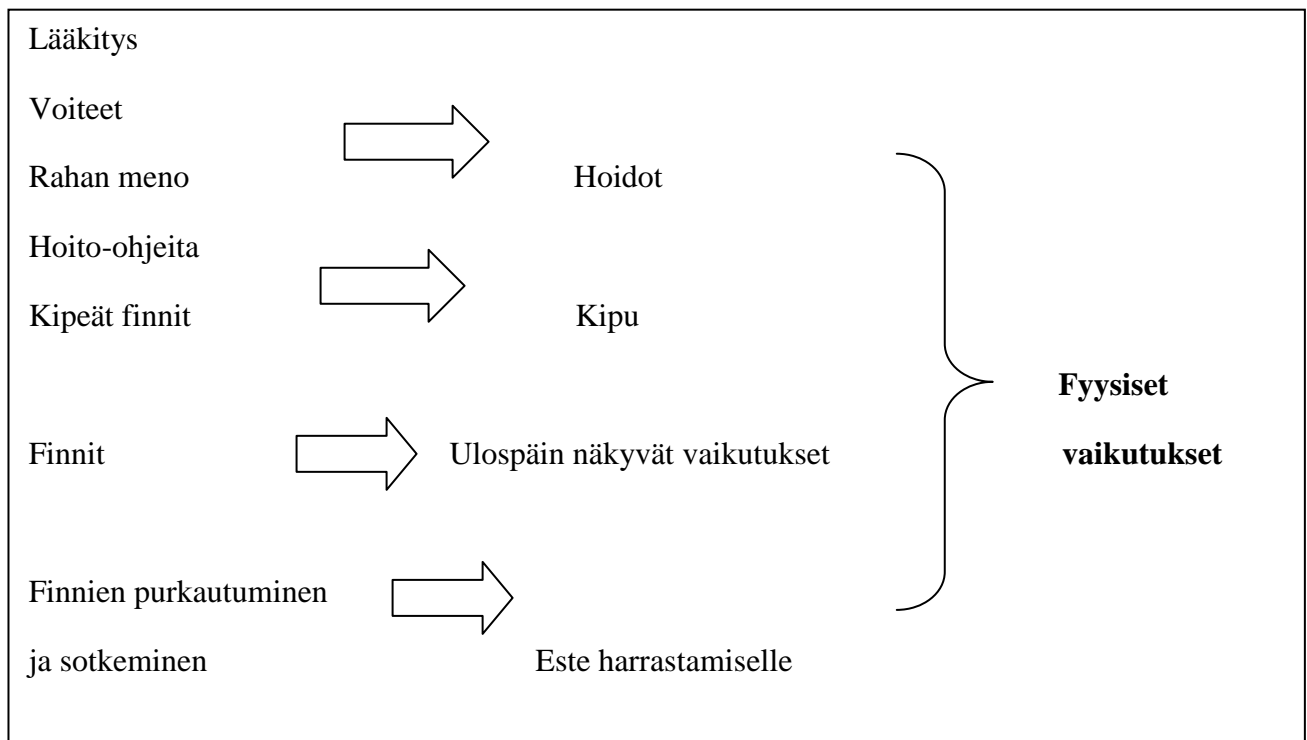 Lääkitys
Voiteet
Rahan meno
Hoidot
Hoito-ohjeita
Kipeät finnit
Kipu
Fyysiset
Finnit
Ulospäin näkyvät vaikutukset
vaikutukset
Finnien purkautuminen
ja sotkeminen
Este harrastamiselle